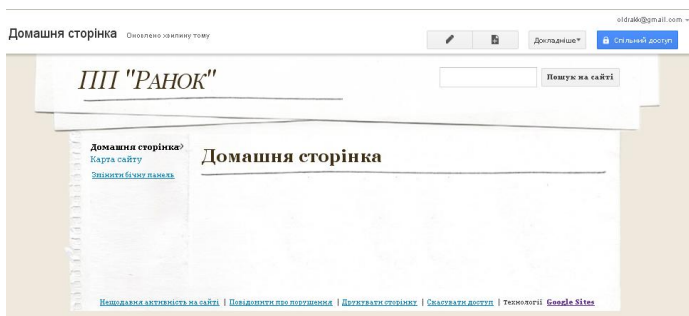 oldrakk@gmail.com
Домашня сторінка Оновлено хвилину тому
Докладніше Спільний доступ
ПП "Ранок"
Пошук на сайті
Домашня сторінка
Карта сайту
Змінити бічну панель
Домашня сторінка
Нещодавня активність на сайті | Повідомити про порушення | Друкувати сторінку | Скасувати доступ | Технології Google Sites